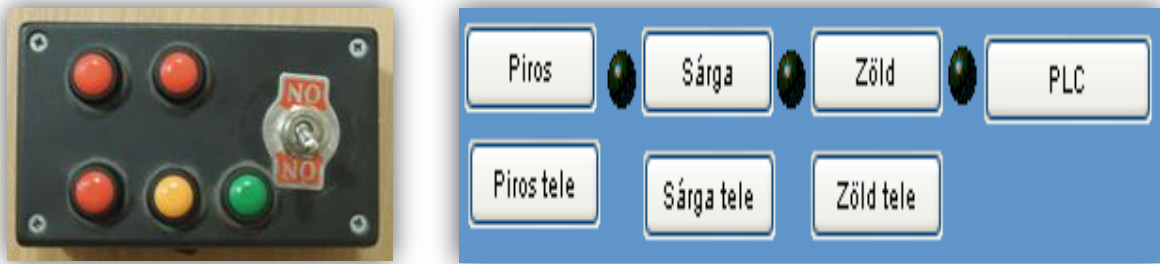 NO
NO
Piros
Sárga
Zöld
PLC
Piros tele
Sárga tele
Zöld tele